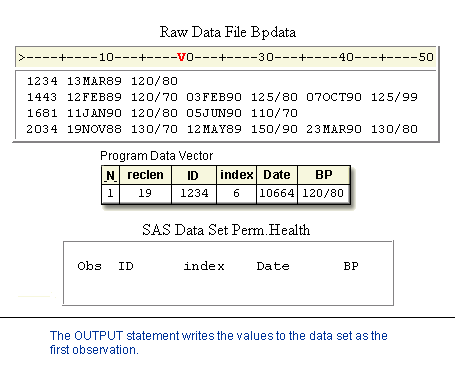 Raw Data File Bpdata
>----+----10---+----V0---+----30---+----40---+----50
1234 13MAR89 120/80
1443 12FEB89 120/70 03FEB90 125/80 07OCT90 125/99
1681 11JAN90 120/80 05JUN90 110/70
2034 19NOV88 130/70 12MAY89 150/90 23MAR90 130/80
Program Data Vector
_N_ reclen ID index Date BP
1 19 1234 6 10664 120/80
SAS Data Set Perm.Health
Obs ID index Date BP
The OUTPUT statement writes the values to the data set as the
first observation.